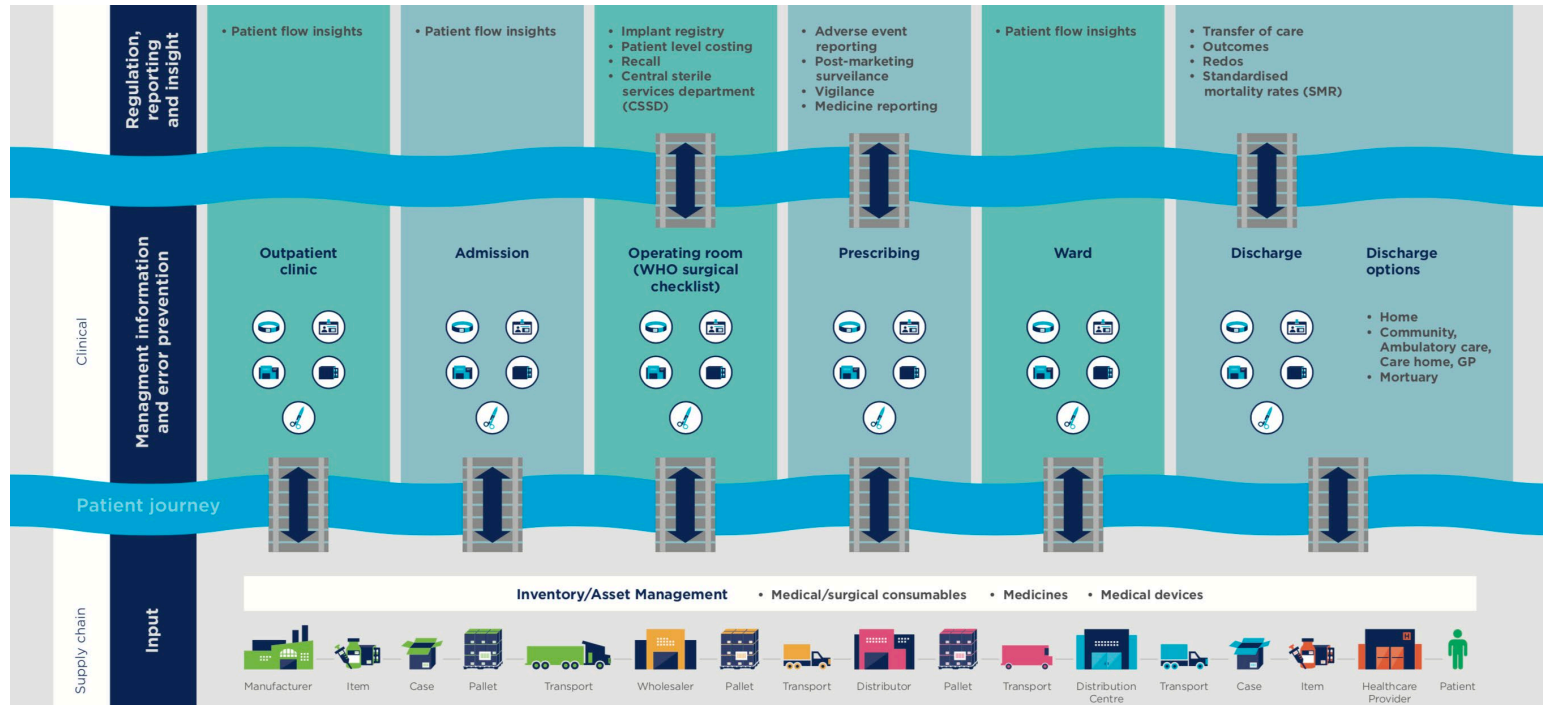 Regulation,
reporting
and insight
• Patient flow insights
• Patient flow insights
• Implant registry
• Patient level costing
• Recall
• Central sterile
services department
(CSSD)
• Adverse event
reporting
• Post-marketing
surveilance
• Vigilance
• Medicine reporting
• Patient flow insights
• Transfer of care
• Outcomes
• Redos
• Standardised
mortality rates (SMR)
Clinical
Managment information
and error prevention
Outpatient
clinic
Admission
Operating room
(WHO surgical
checklist)
Prescribing
Ward
Discharge
Discharge
options
• Home
• Community,
Ambulatory care,
Care home, GP
• Mortuary
Patient journey
Supply chain
Input
Inventory/Asset Management • Medical/surgical consumables • Medicines • Medical devices
H
Manufacturer
Item
Case
Pallet
Transport
Wholesaler
Pallet
Transport
Distributor
Pallet
Transport
Distribution
Centre
Transport
Case
Item
Healthcare
Provider
Patient